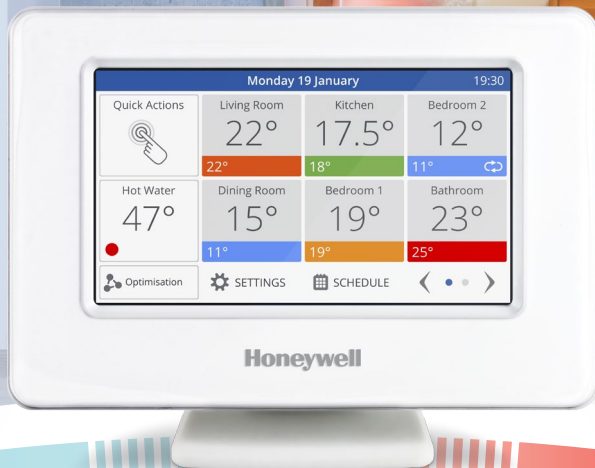 Monday 19 January 19:30
Quick Actions
Living Room
22°
22°
Kitchen
17.5°
18°
Bedroom 2
12°
11°
Hot Water
47°
Dining Room
15°
11°
Bedroom 1
19°
19°
Bathroom
23°
25°
Optimisation
SETTINGS
SCHEDULE
Honeywell